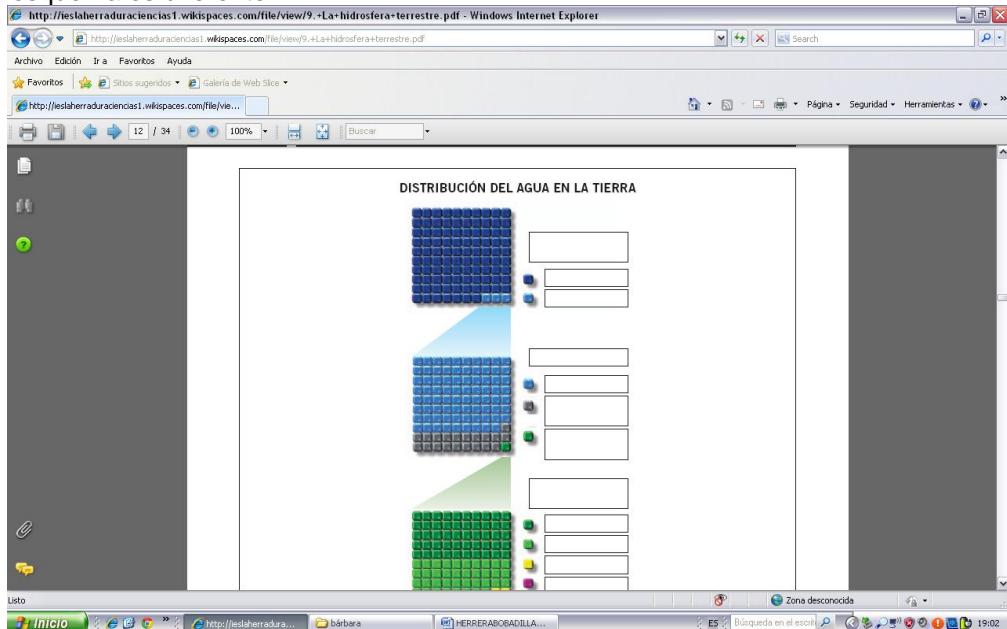 http://ieslaherraduraciencias1.wikispaces.com/file/view/9.+La+hidrosfera+terrestre.pdf - Windows Internet Explorer
http://ieslaherraduraciencias1.wikispaces.com/file/view/9.+La+hidrosfera+terrestre.pdf
Search
Archivo Edición Ir a Favoritos Ayuda
Favoritos Sitios sugeridos Galería de Web Slice
http://ieslaherraduraciencias1.wikispaces.com/file/vie...
Página Seguridad Herramientas
12 / 34 100% Buscar
DISTRIBUCIÓN DEL AGUA EN LA TIERRA
Listo
Zona desconocida
Inicio
http://ieslaherradura...
bárbara
HERRERABOBADILLA...
ES
Búsqueda en el escrit
19:02